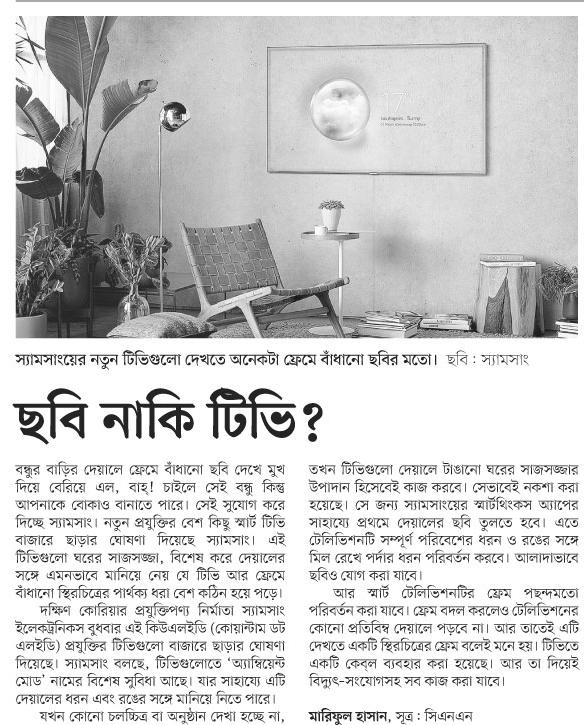 স্যামসাংয়ের নতুন টিভিগুলো দেখতে অনেকটা ফ্রেমে বাঁধানো ছবির মতো। ছবি : স্যামসাং
ছবি নাকি টিভি?
বন্ধুর বাড়ির দেয়ালে ফ্রেমে বাঁধানো ছবি দেখে মুখ
দিয়ে বেরিয়ে এল, বাহ্! চাইলে সেই বন্ধু কিন্তু
আপনাকে বোকাও বানাতে পারে। সেই সুযোগ করে
দিচ্ছে স্যামসাং। নতুন প্রযুক্তির বেশ কিছু স্মার্ট টিভি
বাজারে ছাড়ার ঘোষণা দিয়েছে স্যামসাং। এই
টিভিগুলো ঘরের সাজসজ্জা, বিশেষ করে দেয়ালের
সঙ্গে এমনভাবে মানিয়ে নেয় যে টিভি আর ফ্রেমে
বাঁধানো স্থিরচিত্রের পার্থক্য ধরা বেশ কঠিন হয়ে পড়ে।
দক্ষিণ কোরিয়ার প্রযুক্তিপণ্য নির্মাতা স্যামসাং
ইলেকট্রনিকস বুধবার এই কিউএলইডি (কোয়ান্টাম ডট
এলইডি) প্রযুক্তির টিভিগুলো বাজারে ছাড়ার ঘোষণা
দিয়েছে। স্যামসাং বলছে, টিভিগুলোতে ‘অ্যাম্বিয়েন্ট
মোড’ নামের বিশেষ সুবিধা আছে। যার সাহায্যে এটি
দেয়ালের ধরন এবং রঙের সঙ্গে মানিয়ে নিতে পারে।
যখন কোনো চলচ্চিত্র বা অনুষ্ঠান দেখা হচ্ছে না,
তখন টিভিগুলো দেয়ালে টাঙানো ঘরের সাজসজ্জার
উপাদান হিসেবেই কাজ করবে। সেভাবেই নকশা করা
হয়েছে। সে জন্য স্যামসাংয়ের স্মার্টথিংকস অ্যাপের
সাহায্যে প্রথমে দেয়ালের ছবি তুলতে হবে। এতে
টেলিভিশনটি সম্পূর্ণ পরিবেশের ধরন ও রঙের সঙ্গে
মিল রেখে পর্দার ধরন পরিবর্তন করবে। আলাদাভাবে
ছবিও যোগ করা যাবে।
আর স্মার্ট টেলিভিশনটির ফ্রেম পছন্দমতো
পরিবর্তন করা যাবে। ফ্রেম বদল করলেও টেলিভিশনের
কোনো প্রতিবিম্ব দেয়ালে পড়বে না। আর তাতেই এটি
দেখতে একটি স্থিরচিত্রের ফ্রেম বলেই মনে হয়। টিভিতে
একটি কেব্‌ল ব্যবহার করা হয়েছে। আর তা দিয়েই
বিদ্যুৎ-সংযোগসহ সব কাজ করা যাবে।
মারিফুল হাসান, সূত্র : সিএনএন